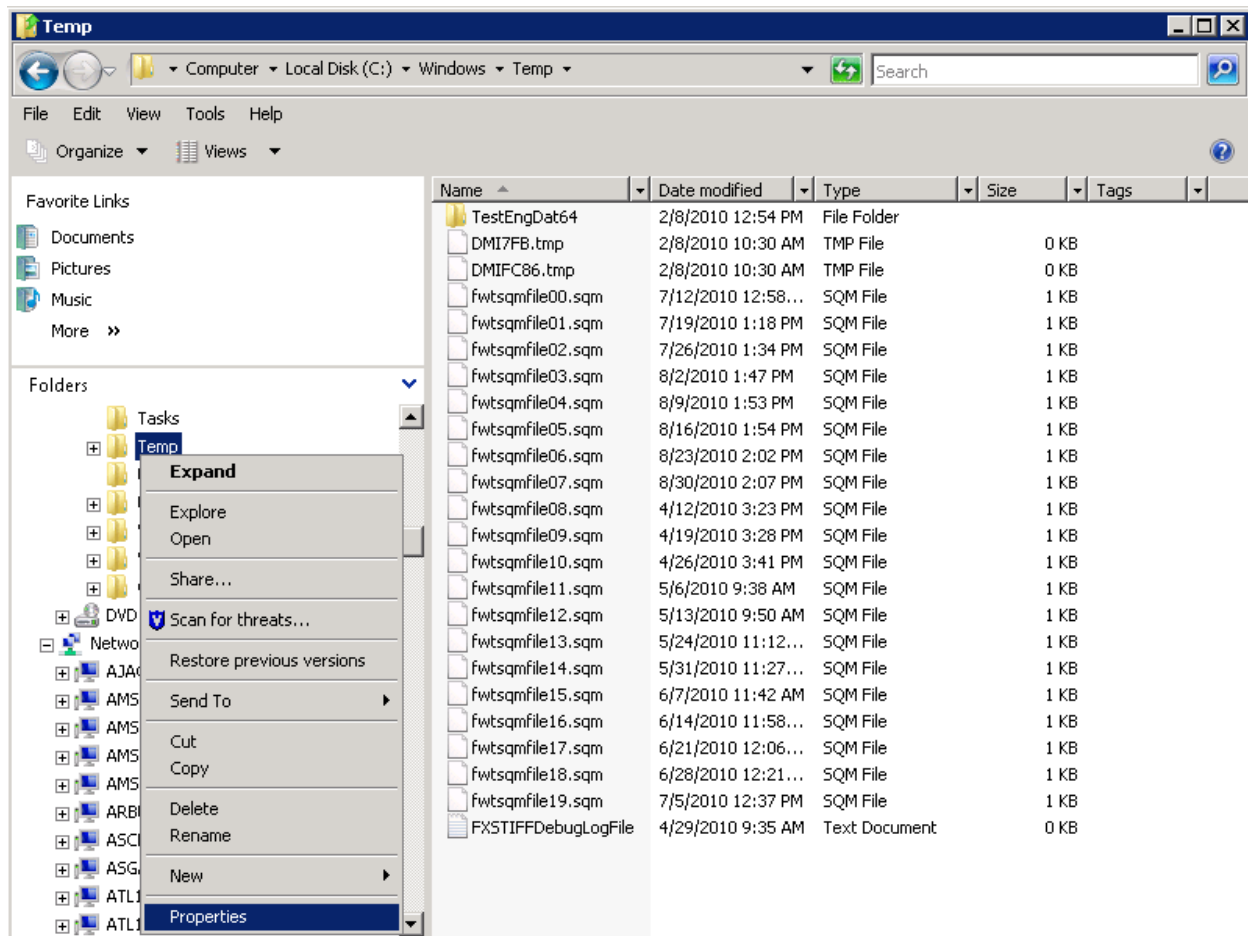 Temp
Computer Local Disk (C:) Windows Temp
Search
File Edit View Tools Help
Organize Views
Favorite Links
Documents
Pictures
Music
More »
Folders
Tasks
Temp
DVD
Netwo
AJA
AMS
AMS
AMS
AMS
ARB
ASC
ASG
ATL1
ATL1
Expand
Explore
Open
Share...
Scan for threats...
Restore previous versions
Send To
Cut
Copy
Delete
Rename
New
Properties
Name Date modified Type Size Tags
TestEngDat64 2/8/2010 12:54 PM File Folder
DMI7FB.tmp 2/8/2010 10:30 AM TMP File 0 KB
DMIFC86.tmp 2/8/2010 10:30 AM TMP File 0 KB
fwtsqmfile00.sqm 7/12/2010 12:58... SQM File 1 KB
fwtsqmfile01.sqm 7/19/2010 1:18 PM SQM File 1 KB
fwtsqmfile02.sqm 7/26/2010 1:34 PM SQM File 1 KB
fwtsqmfile03.sqm 8/2/2010 1:47 PM SQM File 1 KB
fwtsqmfile04.sqm 8/9/2010 1:53 PM SQM File 1 KB
fwtsqmfile05.sqm 8/16/2010 1:54 PM SQM File 1 KB
fwtsqmfile06.sqm 8/23/2010 2:02 PM SQM File 1 KB
fwtsqmfile07.sqm 8/30/2010 2:07 PM SQM File 1 KB
fwtsqmfile08.sqm 4/12/2010 3:23 PM SQM File 1 KB
fwtsqmfile09.sqm 4/19/2010 3:28 PM SQM File 1 KB
fwtsqmfile10.sqm 4/26/2010 3:41 PM SQM File 1 KB
fwtsqmfile11.sqm 5/6/2010 9:38 AM SQM File 1 KB
fwtsqmfile12.sqm 5/13/2010 9:50 AM SQM File 1 KB
fwtsqmfile13.sqm 5/24/2010 11:12... SQM File 1 KB
fwtsqmfile14.sqm 5/31/2010 11:27... SQM File 1 KB
fwtsqmfile15.sqm 6/7/2010 11:42 AM SQM File 1 KB
fwtsqmfile16.sqm 6/14/2010 11:58... SQM File 1 KB
fwtsqmfile17.sqm 6/21/2010 12:06... SQM File 1 KB
fwtsqmfile18.sqm 6/28/2010 12:21... SQM File 1 KB
fwtsqmfile19.sqm 7/5/2010 12:37 PM SQM File 1 KB
FXSTIFFDebugLogFile 4/29/2010 9:35 AM Text Document 0 KB